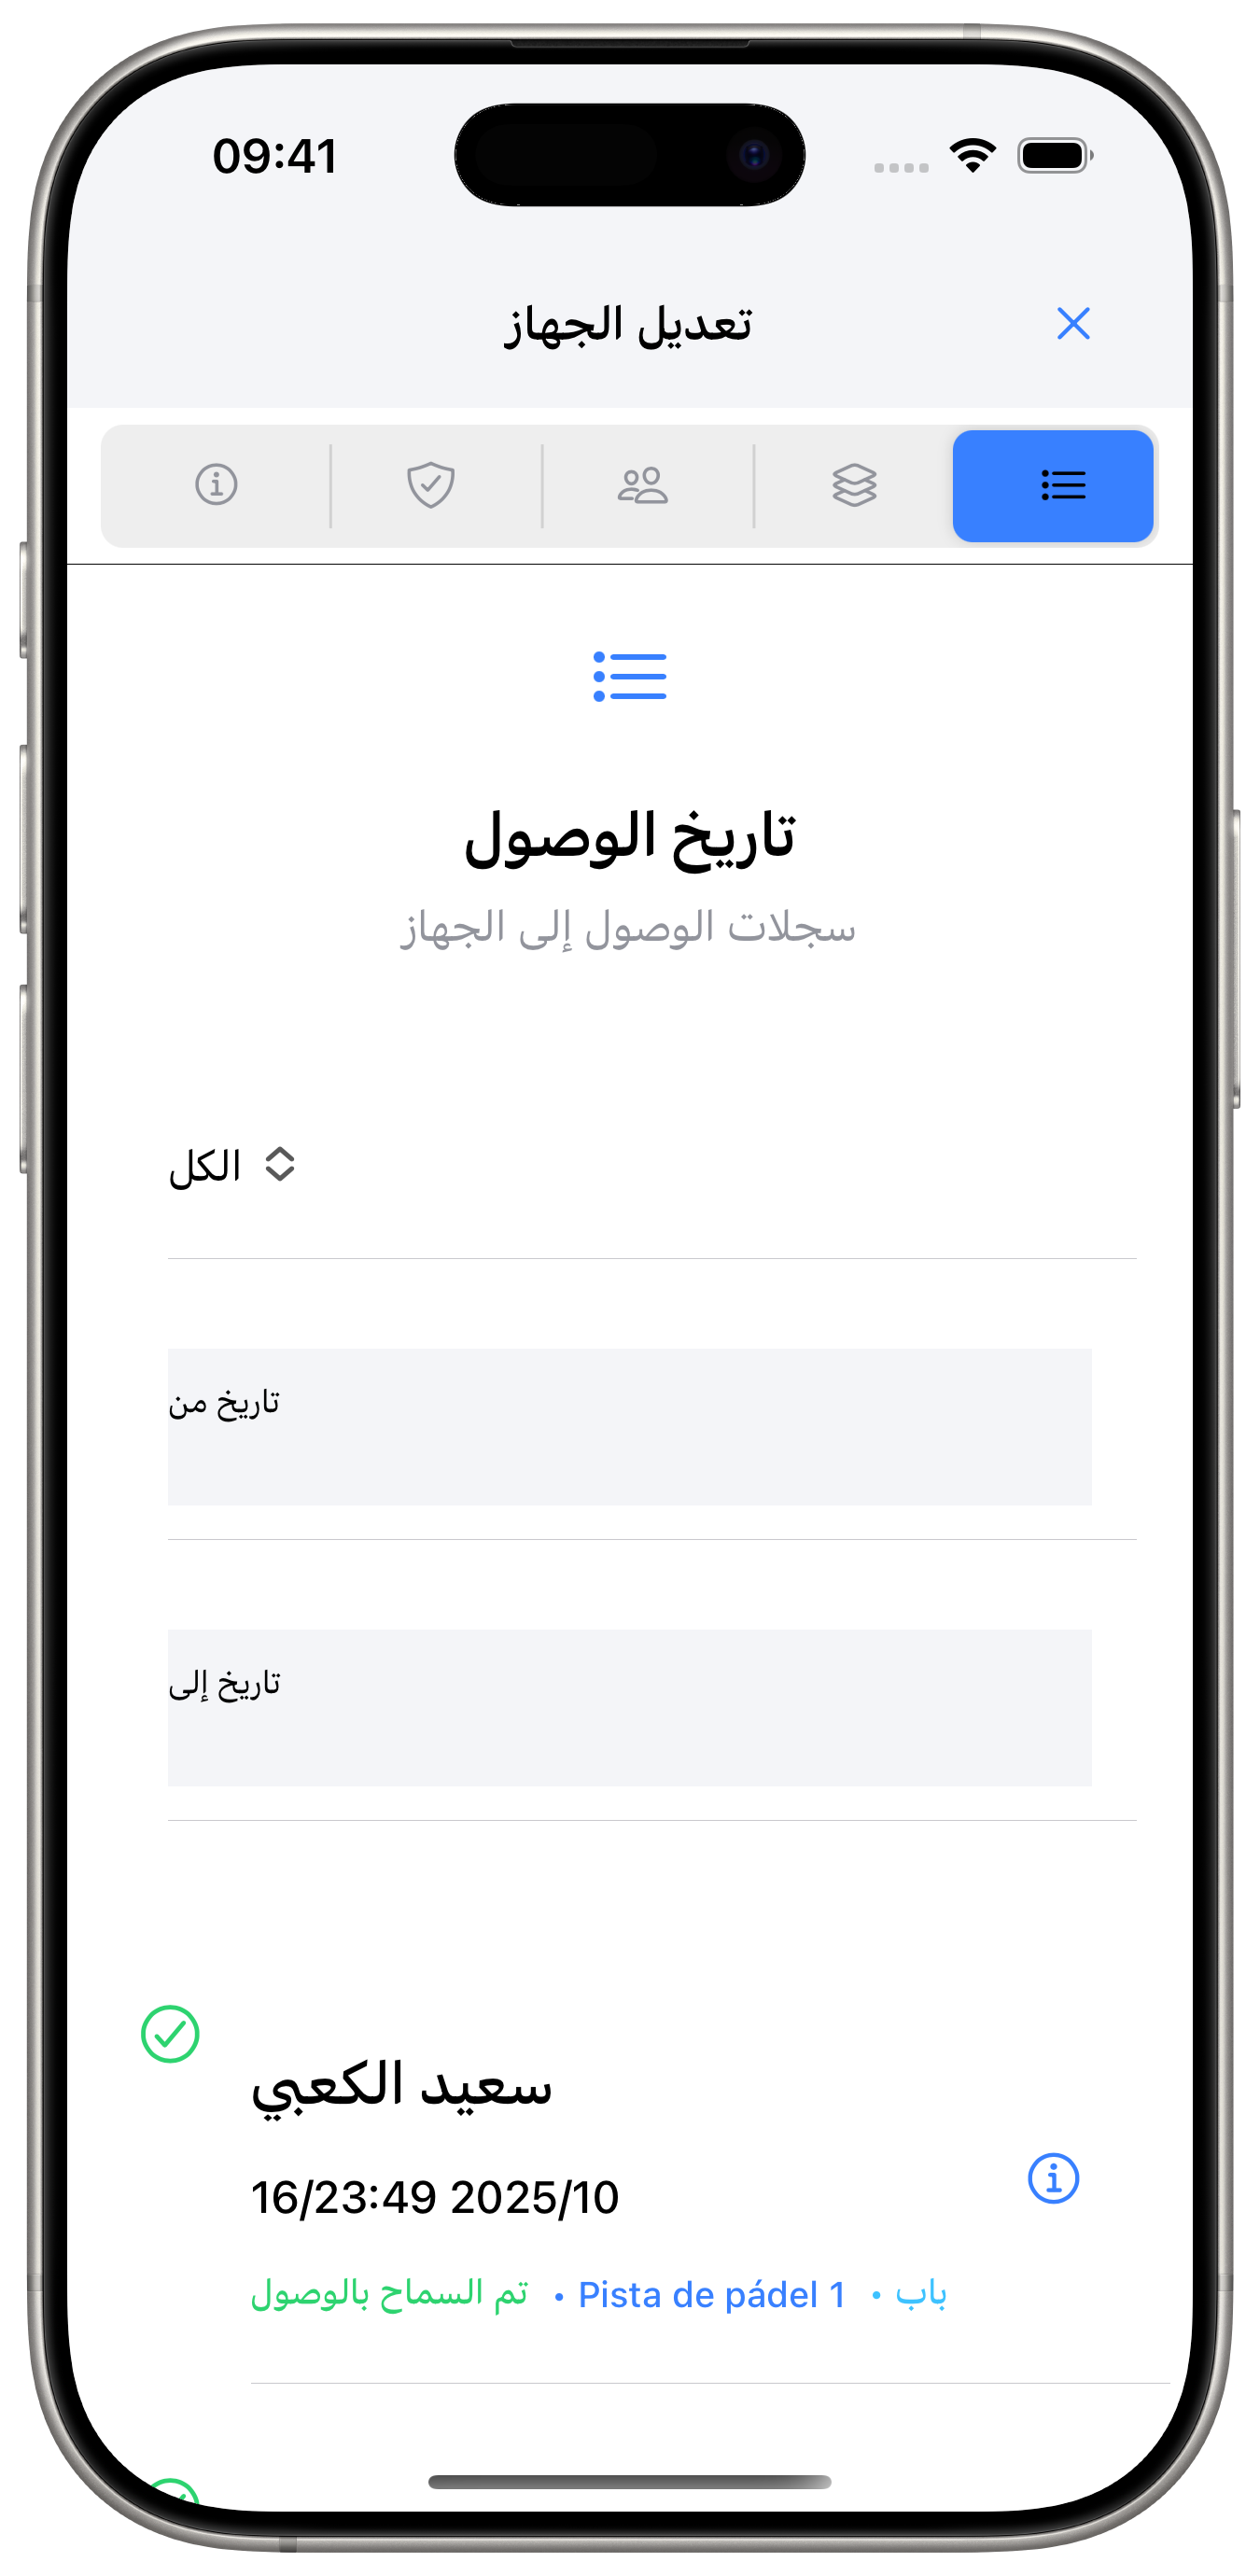 09:41
تعديل الجهاز
تاريخ الوصول
سجلات الوصول إلى الجهاز
الكل
تاريخ من
تاريخ إلى
سعيد الكعبي
16/23:49 2025/10
تم السماح بالوصول • Pista de pádel 1 • باب